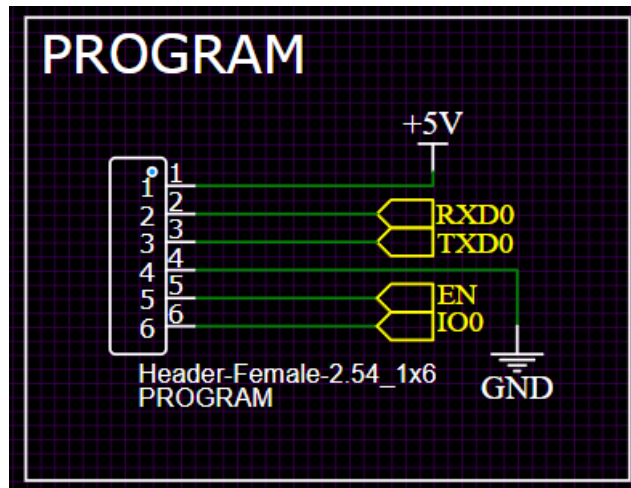 PROGRAM
+5V
1 1
2 2 RXD0
3 3 TXD0
4 4
5 5 EN
6 6 IO0
Header-Female-2.54_1x6
PROGRAM
GND